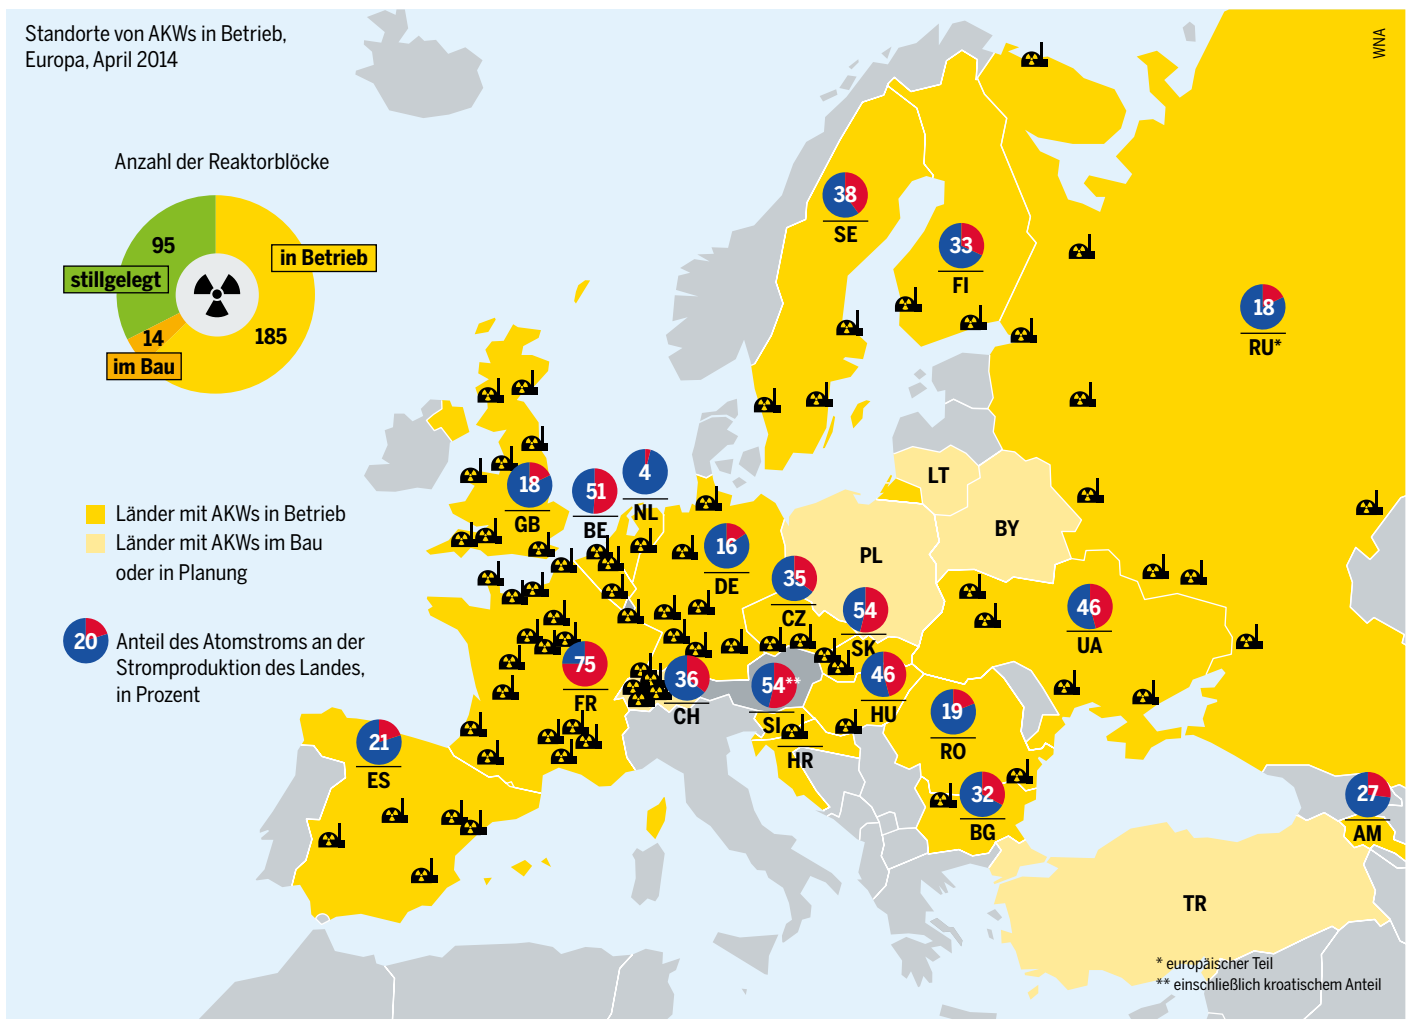 Standorte von AKWs in Betrieb,
Europa, April 2014
WNA
Anzahl der Reaktorblöcke
95
stillgelegt
in Betrieb
14
im Bau
185
Länder mit AKWs in Betrieb
Länder mit AKWs im Bau
oder in Planung
20
Anteil des Atomstroms an der
Stromproduktion des Landes,
in Prozent
38
SE
33
FI
18
RU*
18
GB
51
BE
4
NL
16
DE
35
CZ
54
SK
LT
BY
PL
46
UA
75
FR
36
CH
54**
SI
46
HU
HR
19
RO
32
BG
21
ES
27
AM
TR
* europäischer Teil
** einschließlich kroatischem Anteil